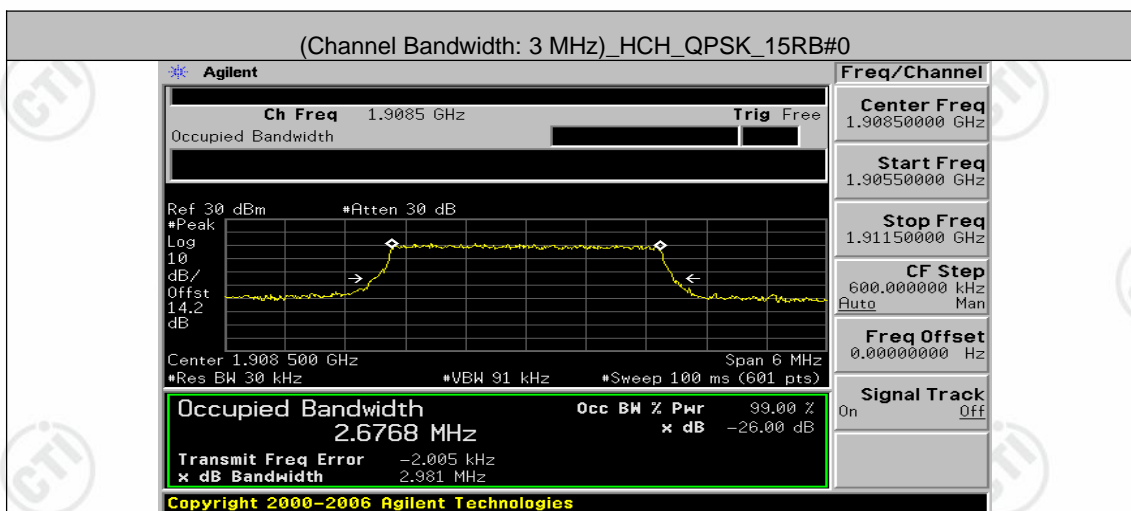 (Channel Bandwidth: 3 MHz)_HCH_QPSK_15RB#0
Agilent
Freq/Channel
Ch Freq 1.9085 GHz Trig Free
Occupied Bandwidth
Center Freq
1.90850000 GHz
Start Freq
1.90550000 GHz
Stop Freq
1.91150000 GHz
CF Step
600.000000 kHz
Auto Man
Freq Offset
0.00000000 Hz
Signal Track
On Off
Ref 30 dBm #Atten 30 dB
#Peak
Log
10
dB/
Offst
14.2
dB
Center 1.908 500 GHz Span 6 MHz
#Res BW 30 kHz #VBW 91 kHz #Sweep 100 ms (601 pts)
Occupied Bandwidth Occ BW % Pwr 99.00 %
2.6768 MHz x dB -26.00 dB
Transmit Freq Error -2.005 kHz
x dB Bandwidth 2.981 MHz
Copyright 2000-2006 Agilent Technologies
CTI
CTI
CTI
CTI